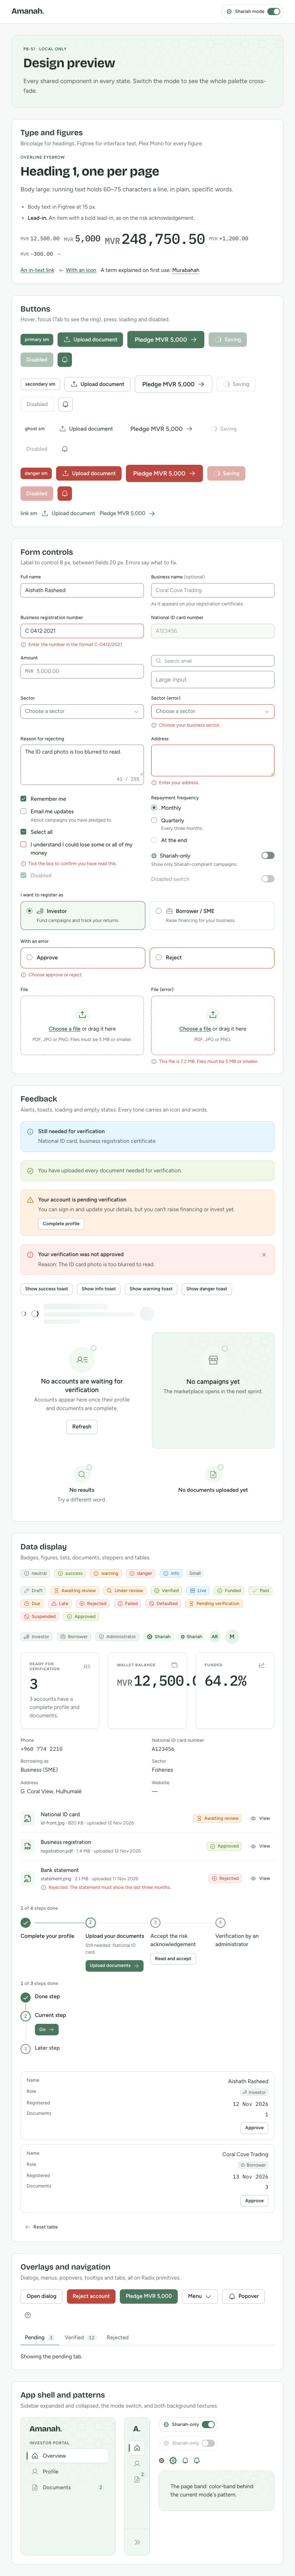 Amanah.
Shariah mode
PB-51 · LOCAL ONLY
Design preview
Every shared component in every state. Switch the mode to see the whole palette cross-
fade.
Type and figures
Bricolage for headings, Figtree for interface text, Plex Mono for every figure.
OVERLINE EYEBROW
Heading 1, one per page
Body large: running text holds 60–75 characters a line, in plain, specific words.
Body text in Figtree at 15 px.
Lead-in. An item with a bold lead-in, as on the risk acknowledgement.
MVR 12,500.00 MVR 5,000 MVR 248,750.50 MVR +1,200.00
MVR −300.00 —
An in-text link ← With an icon A term explained on first use: Murabahah
Buttons
Hover, focus (Tab to see the ring), press, loading and disabled.
primary sm Upload document Pledge MVR 5,000 → Saving
Disabled
secondary sm Upload document Pledge MVR 5,000 → Saving
Disabled
ghost sm Upload document Pledge MVR 5,000 → Saving
Disabled
danger sm Upload document Pledge MVR 5,000 → Saving
Disabled
link sm Upload document Pledge MVR 5,000 →
Form controls
Label to control 8 px, between fields 20 px. Errors say what to fix.
Full name
Aishath Rasheed
Business name (optional)
Coral Cove Trading
As it appears on your registration certificate.
Business registration number
C 0412 2021
Enter the number in the format C-0412/2021.
National ID card number
A123456
Amount
MVR 5,000.00
Search, email
Large input
Sector
Choose a sector
Sector (error)
Choose a sector
Choose your business sector.
Reason for rejecting
The ID card photo is too blurred to read.
41 / 255
Address
Enter your address.
Remember me
Email me updates
About campaigns you have pledged to.
Select all
I understand I could lose some or all of my
money
Tick the box to confirm you have read this.
Disabled
Repayment frequency
Monthly
Quarterly
Every three months.
At the end
Shariah-only
Show only Shariah-compliant campaigns.
Disabled switch
I want to register as
Investor
Fund campaigns and track your returns.
Borrower / SME
Raise financing for your business.
With an error
Approve
Reject
Choose approve or reject.
File
Choose a file or drag it here
PDF, JPG or PNG. Files must be 5 MB or smaller.
File (error)
Choose a file or drag it here
PDF, JPG or PNG.
This file is 7.2 MB. Files must be 5 MB or smaller.
Feedback
Alerts, toasts, loading and empty states. Every tone carries an icon and words.
Still needed for verification
National ID card, business registration certificate
You have uploaded every document needed for verification.
Your account is pending verification
You can sign in and update your details, but you can't raise financing or invest yet.
Complete profile
Your verification was not approved
Reason: The ID card photo is too blurred to read.
Show success toast Show info toast Show warning toast Show danger toast
No accounts are waiting for
verification
Accounts appear here once their profile
and documents are complete.
Refresh
No campaigns yet
The marketplace opens in the next sprint.
No results
Try a different word.
No documents uploaded yet
Data display
Badges, figures, lists, documents, steppers and tables.
neutral success warning danger info Small
Draft Awaiting review Under review Verified Live Funded Paid
Due Late Rejected Failed Defaulted Pending verification
Suspended Approved
Investor Borrower Administrator Shariah Shariah AR M
READY FOR
VERIFICATION
3
3 accounts have a
complete profile and
documents.
WALLET BALANCE
MVR 12,500.(
FUNDED
64.2%
Phone
+960 774 2210
National ID card number
A123456
Borrowing as
Business (SME)
Sector
Fisheries
Address
G. Coral View, Hulhumalé
Website
—
National ID card
id-front.jpg · 820 KB · uploaded 12 Nov 2026
Awaiting review View
Business registration
registration.pdf · 1.4 MB · uploaded 12 Nov 2026
Approved View
Bank statement
statement.png · 2.1 MB · uploaded 11 Nov 2026
Rejected: The statement must show the last three months.
Rejected View
1 of 4 steps done
2 3 4
Complete your profile
Upload your documents
Still needed: National ID
card.
Upload documents →
Accept the risk
acknowledgement
Read and accept
Verification by an
administrator
1 of 3 steps done
Done step
2 Current step
Go →
3 Later step
Name Aishath Rasheed
Role Investor
Registered 12 Nov 2026
Documents 1
Approve
Name Coral Cove Trading
Role Borrower
Registered 13 Nov 2026
Documents 3
Approve
← Reset table
Overlays and navigation
Dialogs, menus, popovers, tooltips and tabs, all on Radix primitives.
Open dialog Reject account Pledge MVR 5,000 Menu Popover
Pending 3 Verified 12 Rejected
Showing the pending tab.
App shell and patterns
Sidebar expanded and collapsed, the mode switch, and both background textures.
Amanah.
INVESTOR PORTAL
Overview
Profile
Documents 2
A.
2
Shariah-only
Shariah-only
The page band: color-band behind
the current mode's pattern.